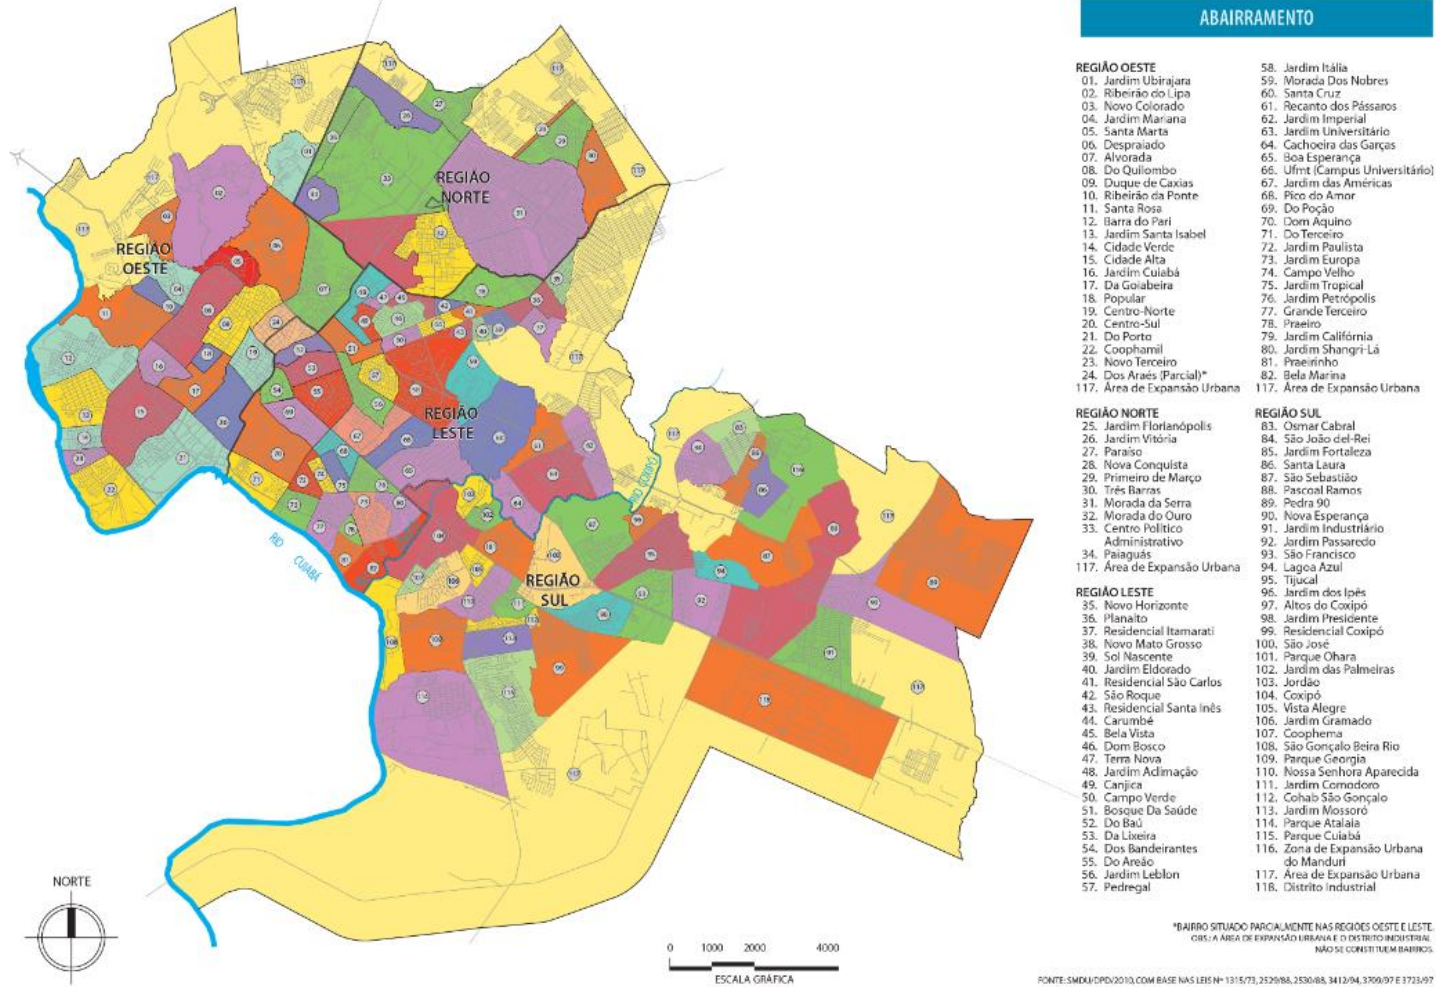 ABAIRRAMENTO
REGIÃO OESTE
01. Jardim Ubirajara
02. Ribeirão do Lipa
03. Novo Colorado
04. Jardim Mariana
05. Santa Marta
06. Despraiado
07. Alvorada
08. Do Quilombo
09. Duque de Caxias
10. Ribeirão da Ponte
11. Santa Rosa
12. Barra do Pari
13. Jardim Santa Isabel
14. Cidade Verde
15. Cidade Alta
16. Jardim Cuiabá
17. Da Goiabeira
18. Popular
19. Centro-Norte
20. Centro-Sul
21. Do Porto
22. Coophamil
23. Novo Terceiro
24. Dos Araés (Parcial)*
117. Área de Expansão Urbana
REGIÃO NORTE
25. Jardim Florianópolis
26. Jardim Vitória
27. Paraíso
28. Nova Conquista
29. Primeiro de Março
30. Três Barras
31. Morada da Serra
32. Morada do Ouro
33. Centro Político
Administrativo
34. Paiaguás
117. Área de Expansão Urbana
REGIÃO LESTE
35. Novo Horizonte
36. Planalto
37. Residencial Itamarati
38. Novo Mato Grosso
39. Sol Nascente
40. Jardim Eldorado
41. Residencial São Carlos
42. São Roque
43. Residencial Santa Inês
44. Carumbé
45. Bela Vista
46. Dom Bosco
47. Terra Nova
48. Jardim Aclimação
49. Canjica
50. Campo Verde
51. Bosque Da Saúde
52. Do Baú
53. Da Lixeira
54. Dos Bandeirantes
55. Do Areão
56. Jardim Leblon
57. Pedregal
58. Jardim Itália
59. Morada Dos Nobres
60. Santa Cruz
61. Recanto dos Pássaros
62. Jardim Imperial
63. Jardim Universitário
64. Cachoeira das Garças
65. Boa Esperança
66. Ufmt (Campus Universitário)
67. Jardim das Américas
68. Pico do Amor
69. Do Poção
70. Dom Aquino
71. Do Terceiro
72. Jardim Paulista
73. Jardim Europa
74. Campo Velho
75. Jardim Tropical
76. Jardim Petrópolis
77. Grande Terceiro
78. Praeiro
79. Jardim Califórnia
80. Jardim Shangri-Lá
81. Praeirinho
82. Bela Marina
117. Área de Expansão Urbana
REGIÃO SUL
83. Osmar Cabral
84. São João del-Rei
85. Jardim Fortaleza
86. Santa Laura
87. São Sebastião
88. Pascoal Ramos
89. Pedra 90
90. Nova Esperança
91. Jardim Industriário
92. Jardim Passaredo
93. São Francisco
94. Lagoa Azul
95. Tijucal
96. Jardim dos Ipês
97. Altos do Coxipó
98. Jardim Presidente
99. Residencial Coxipó
100. São José
101. Parque Ohara
102. Jardim das Palmeiras
103. Jordão
104. Coxipó
105. Vista Alegre
106. Jardim Gramado
107. Coophema
108. São Gonçalo Beira Rio
109. Parque Georgia
110. Nossa Senhora Aparecida
111. Jardim Comodoro
112. Cohab São Gonçalo
113. Jardim Mossoró
114. Parque Atalaia
115. Parque Cuiabá
116. Zona de Expansão Urbana
do Manduri
117. Área de Expansão Urbana
118. Distrito Industrial
REGIÃO
NORTE
REGIÃO
OESTE
REGIÃO
LESTE
REGIÃO
SUL
RIO CUIABÁ
NORTE
0 1000 2000 4000
ESCALA GRÁFICA
*BAIRRO SITUADO PARCIALMENTE NAS REGIÕES OESTE E LESTE.
OBS.: A ÁREA DE EXPANSÃO URBANA E O DISTRITO INDUSTRIAL
NÃO SE CONSTITUEM BAIRROS.
FONTE: SMDU/DPD/2010, COM BASE NAS LEIS Nº 1315/73, 2529/88, 2530/88, 3412/94, 3709/97 E 3723/97